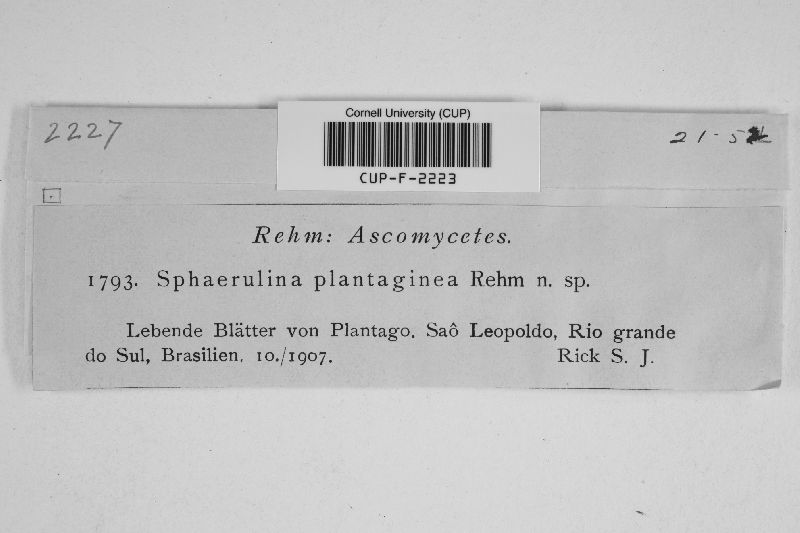 Cornell University (CUP)
CUP-F-2223
2227
21-5
Rehm: Ascomycetes.
1793. Sphaerulina plantaginea Rehm n. sp.
Lebende Blätter von Plantago, Saô Leopoldo, Rio grande
do Sul, Brasilien, 10./1907. Rick S. J.